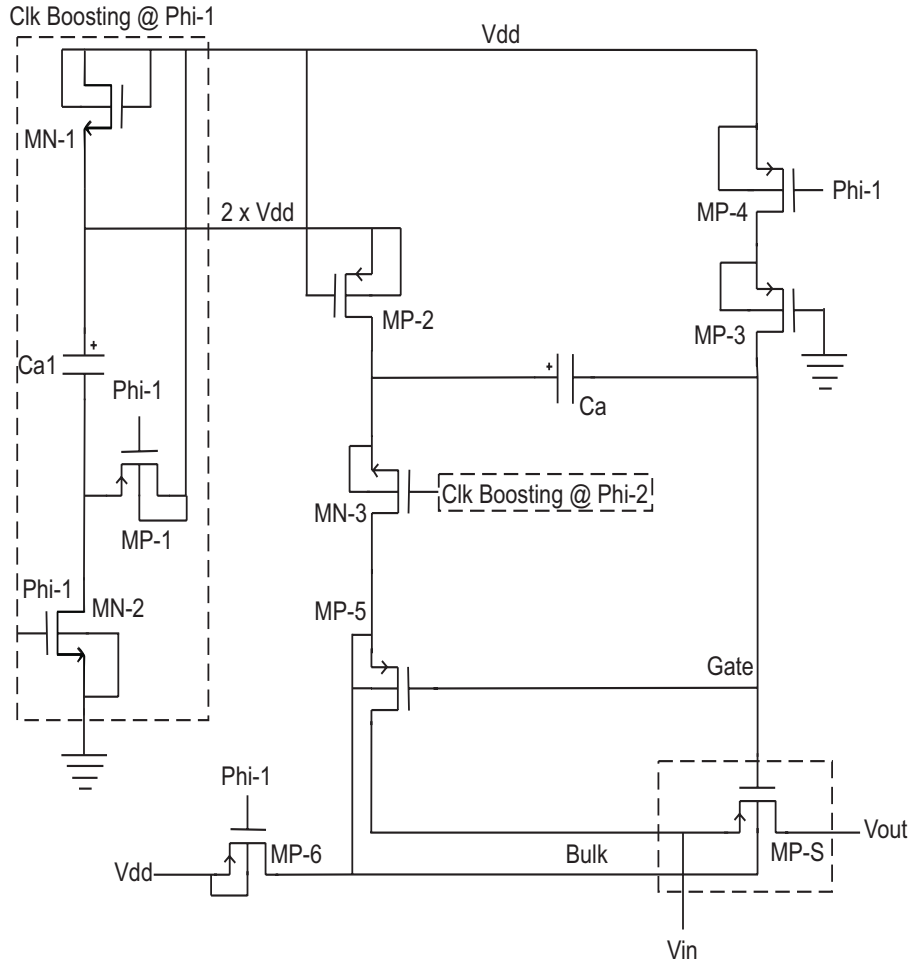 Clk Boosting @ Phi-1
Vdd
MN-1
Phi-1
MP-4
2 x Vdd
MP-2
MP-3
+
Ca1
+
Ca
Phi-1
Clk Boosting @ Phi-2
MN-3
MP-1
Phi-1
MN-2
MP-5
Gate
Phi-1
Vout
MP-6
Bulk
MP-S
Vdd
Vin